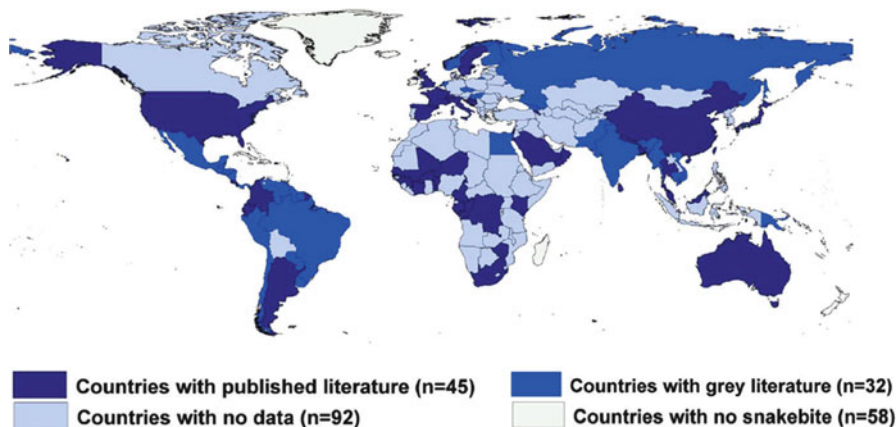 Countries with published literature (n=45)
Countries with grey literature (n=32)
Countries with no data (n=92)
Countries with no snakebite (n=58)